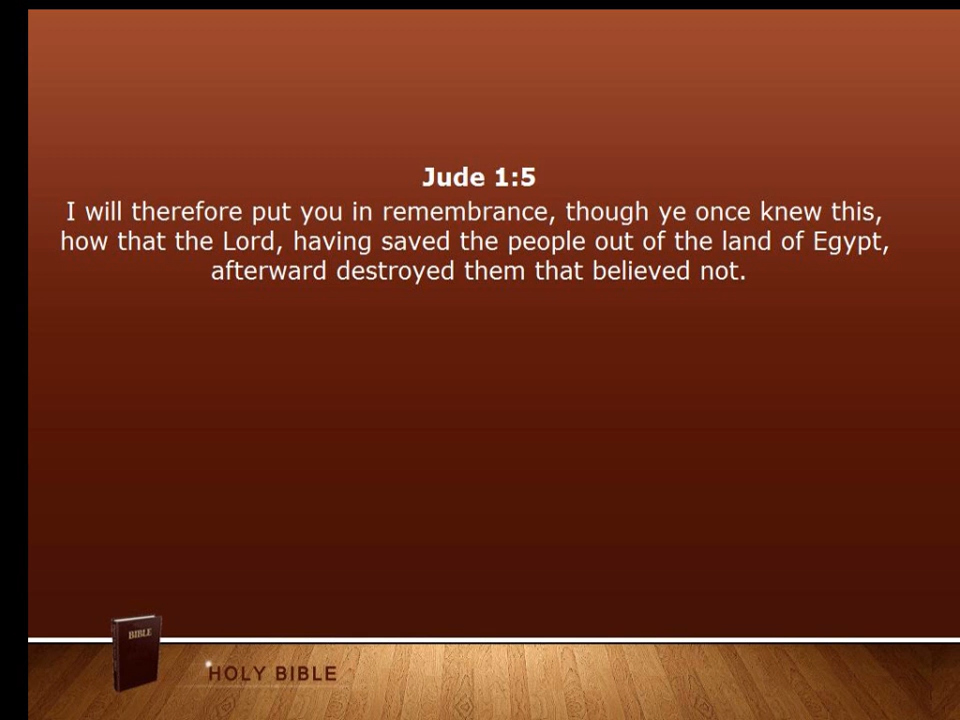 Jude 1:5
I will therefore put you in remembrance, though ye once knew this,
how that the Lord, having saved the people out of the land of Egypt,
afterward destroyed them that believed not.
BIBLE
HOLY BIBLE